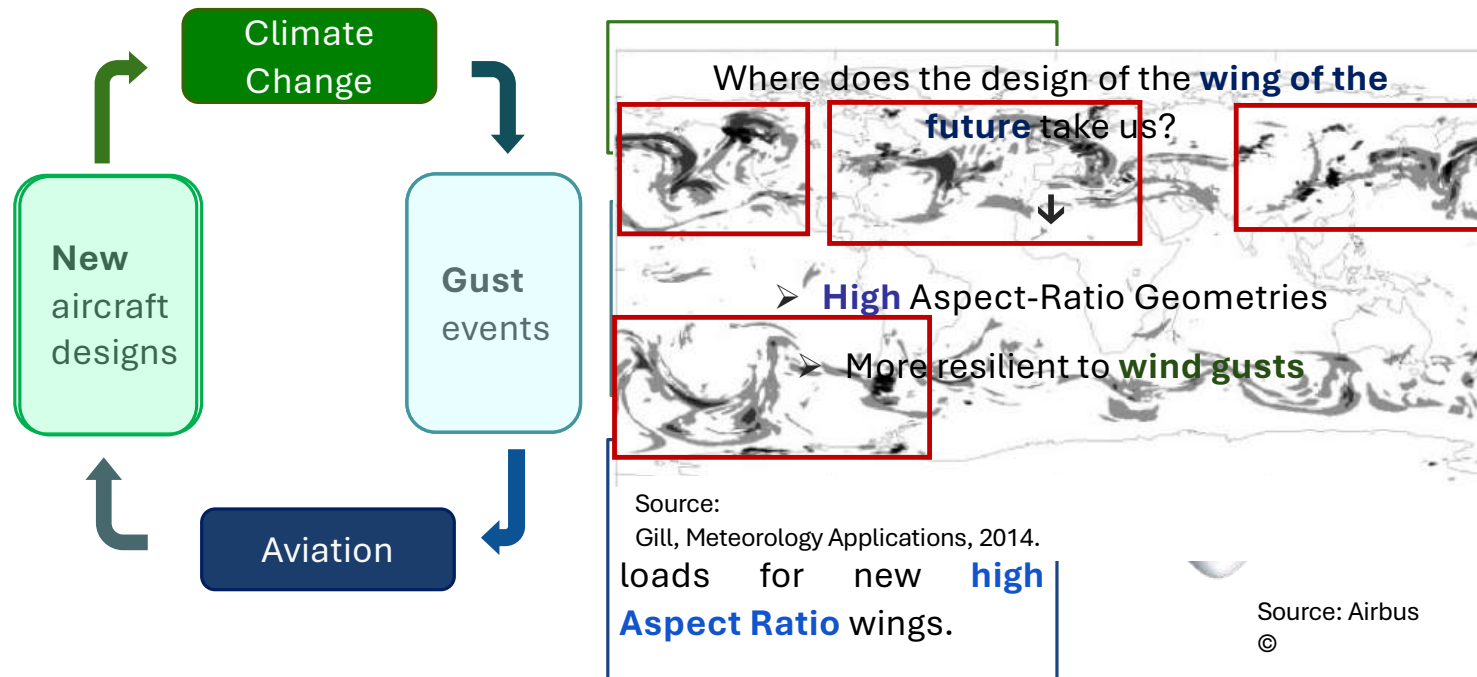 Climate
Change
New
aircraft
designs
Gust
events
Aviation
Where does the design of the wing of the
future take us?
➢ High Aspect-Ratio Geometries
➢ More resilient to wind gusts
Source:
Gill, Meteorology Applications, 2014.
loads for new high
Aspect Ratio wings.
Source: Airbus
©